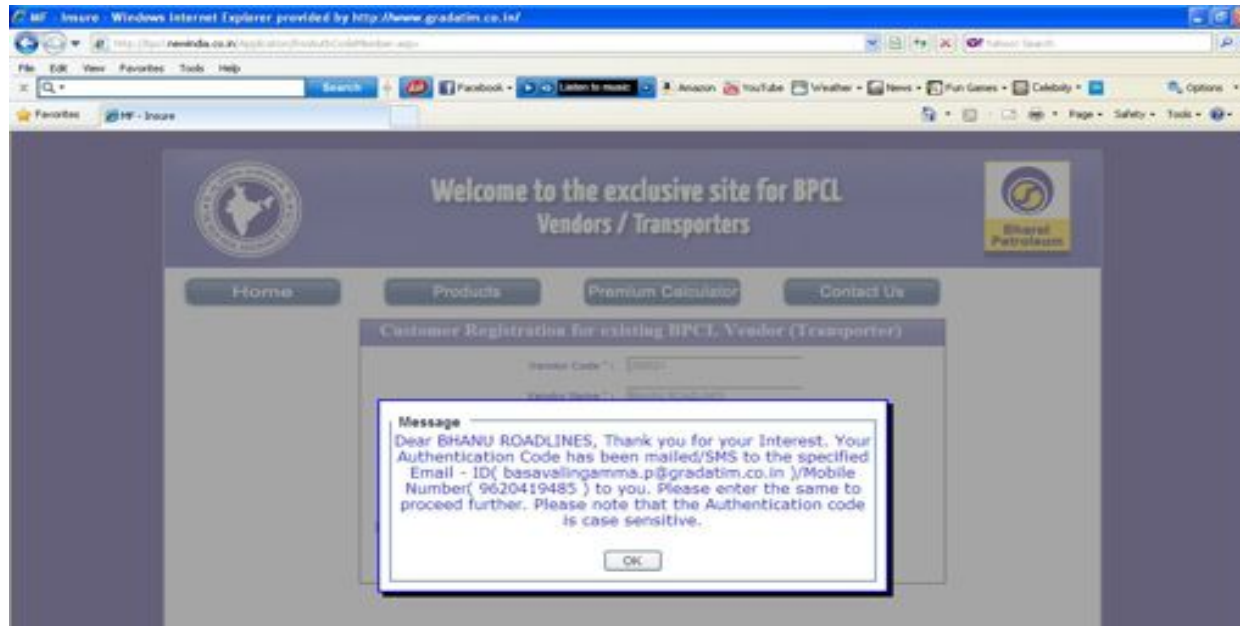 MF - Insure - Windows Internet Explorer provided by http://www.gradatim.co.in/
File Edit View Favorites Tools Help
Search Facebook Listen to music Amazon YouTube Weather News Fun Games Celebrity Options
Favorites MF - Insure Page Safety Tools
Welcome to the exclusive site for BPCL
Vendors / Transporters
Bharat
Petroleum
Home Products Premium Calculator Contact Us
Customer Registration for existing BPCL Vendor (Transporter)
Vendor Code * :
Vendor Name * :
Message
Dear BHANU ROADLINES, Thank you for your Interest. Your
Authentication Code has been mailed/SMS to the specified
Email - ID( basavalingamma.p@gradatim.co.in )/Mobile
Number( 9620419485 ) to you. Please enter the same to
proceed further. Please note that the Authentication code
is case sensitive.
OK